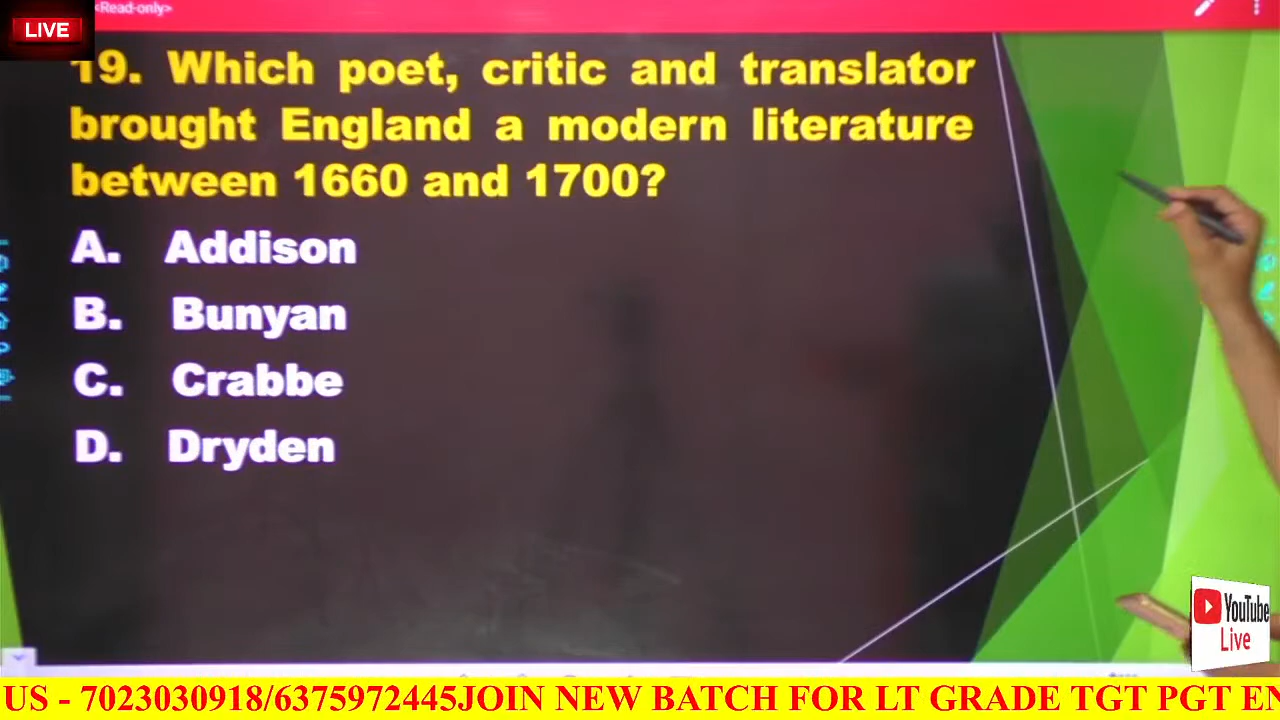 LIVE
<Read-only>
19. Which poet, critic and translator
brought England a modern literature
between 1660 and 1700?
A. Addison
B. Bunyan
C. Crabbe
D. Dryden
YouTube
Live
US - 7023030918/6375972445JOIN NEW BATCH FOR LT GRADE TGT PGT EN